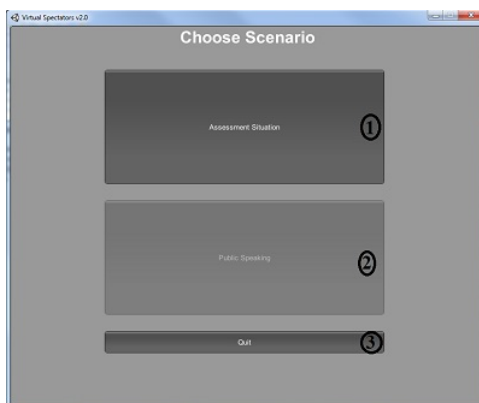 Virtual Spectators v2.0
Choose Scenario
Assessment Situation
1
Public Speaking
2
Quit
3